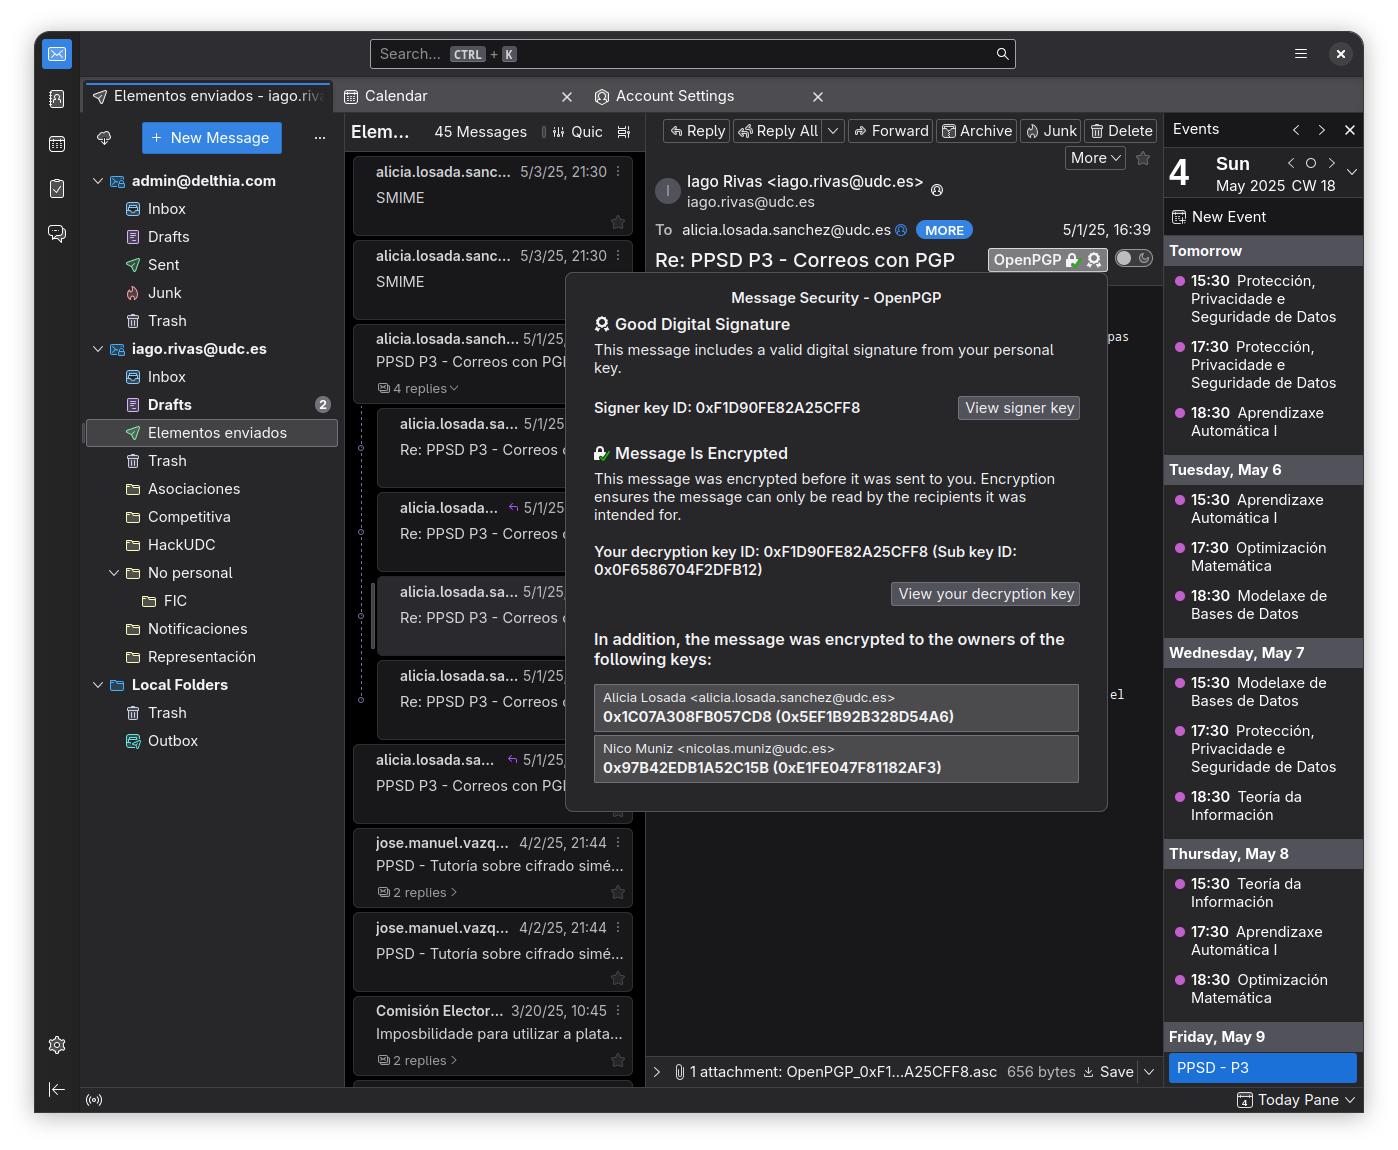 Search... CTRL + K
Elementos enviados - iago.riva
Calendar
Account Settings
New Message
admin@delthia.com
Inbox
Drafts
Sent
Junk
Trash
iago.rivas@udc.es
Inbox
Drafts 2
Elementos enviados
Trash
Asociaciones
Competitiva
HackUDC
No personal
FIC
Notificaciones
Representación
Local Folders
Trash
Outbox
Elem... 45 Messages Quic
alicia.losada.sanc... 5/3/25, 21:30
SMIME
alicia.losada.sanc... 5/3/25, 21:30
SMIME
alicia.losada.sanch... 5/1/25
PPSD P3 - Correos con PGP
4 replies
alicia.losada.sa... 5/1/25
Re: PPSD P3 - Correos
alicia.losada... 5/1/25
Re: PPSD P3 - Correos
alicia.losada.sa... 5/1/25
Re: PPSD P3 - Correos
alicia.losada.sa... 5/1/25
Re: PPSD P3 - Correos
alicia.losada.sa... 5/1/25,
PPSD P3 - Correos con PGP
jose.manuel.vazq... 4/2/25, 21:44
PPSD - Tutoría sobre cifrado simé...
2 replies
jose.manuel.vazq... 4/2/25, 21:44
PPSD - Tutoría sobre cifrado simé...
Comisión Elector... 3/20/25, 10:45
Imposbilidade para utilizar a plata...
2 replies
Reply Reply All Forward Archive Junk Delete
More
I
Iago Rivas <iago.rivas@udc.es>
iago.rivas@udc.es
To alicia.losada.sanchez@udc.es MORE 5/1/25, 16:39
Re: PPSD P3 - Correos con PGP OpenPGP
Message Security - OpenPGP
Good Digital Signature
This message includes a valid digital signature from your personal
key.
Signer key ID: 0xF1D90FE82A25CFF8 View signer key
Message Is Encrypted
This message was encrypted before it was sent to you. Encryption
ensures the message can only be read by the recipients it was
intended for.
Your decryption key ID: 0xF1D90FE82A25CFF8 (Sub key ID:
0x0F6586704F2DFB12)
View your decryption key
In addition, the message was encrypted to the owners of the
following keys:
Alicia Losada <alicia.losada.sanchez@udc.es>
0x1C07A308FB057CD8 (0x5EF1B92B328D54A6)
Nico Muniz <nicolas.muniz@udc.es>
0x97B42EDB1A52C15B (0xE1FE047F81182AF3)
pas
el
1 attachment: OpenPGP_0xF1...A25CFF8.asc 656 bytes Save
Events
4 Sun
May 2025 CW 18
New Event
Tomorrow
15:30 Protección,
Privacidade e
Seguridade de Datos
17:30 Protección,
Privacidade e
Seguridade de Datos
18:30 Aprendizaxe
Automática I
Tuesday, May 6
15:30 Aprendizaxe
Automática I
17:30 Optimización
Matemática
18:30 Modelaxe de
Bases de Datos
Wednesday, May 7
15:30 Modelaxe de
Bases de Datos
17:30 Protección,
Privacidade e
Seguridade de Datos
18:30 Teoría da
Información
Thursday, May 8
15:30 Teoría da
Información
17:30 Aprendizaxe
Automática I
18:30 Optimización
Matemática
Friday, May 9
PPSD - P3
4 Today Pane